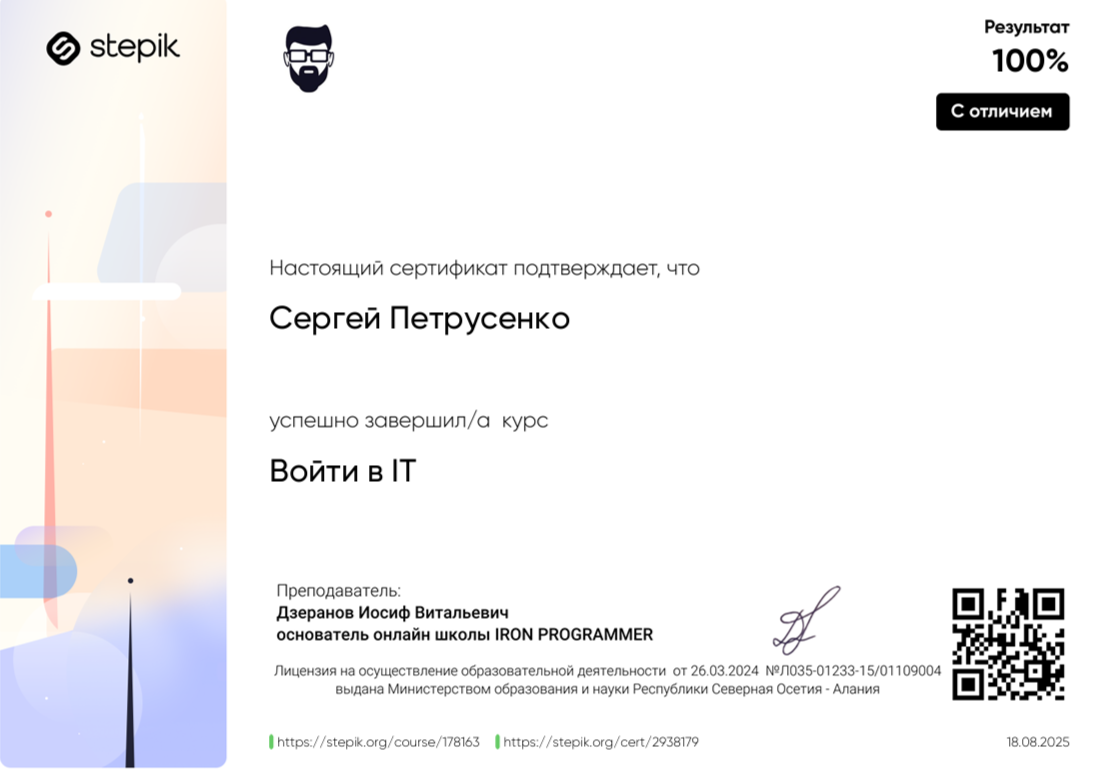 stepik
Результат
100%
С отличием
Настоящий сертификат подтверждает, что
Сергей Петрусенко
успешно завершил/а курс
Войти в IT
Преподаватель:
Дзеранов Иосиф Витальевич
основатель онлайн школы IRON PROGRAMMER
Лицензия на осуществление образовательной деятельности от 26.03.2024 №Л035-01233-15/01109004
выдана Министерством образования и науки Республики Северная Осетия - Алания
https://stepik.org/course/178163 https://stepik.org/cert/2938179
18.08.2025